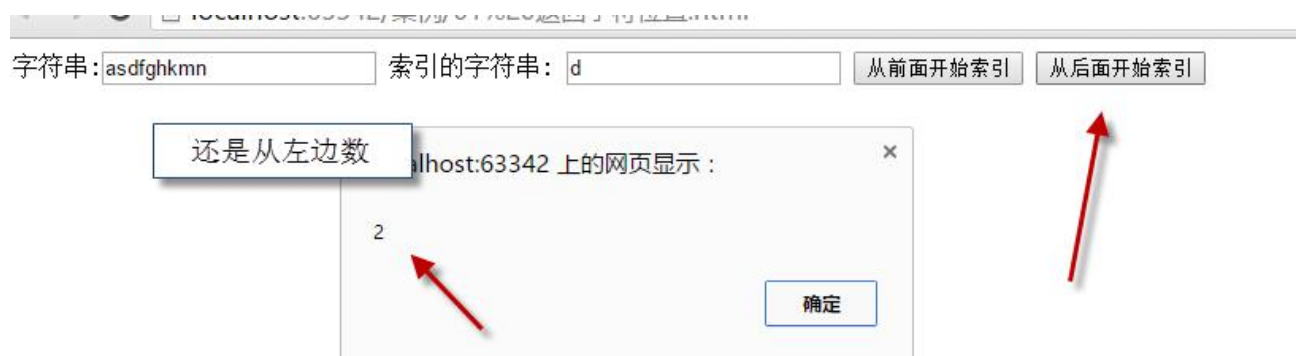 字符串: asdfghkmn 索引的字符串: d 从前面开始索引 从后面开始索引
还是从左边数
alhost:63342 上的网页显示： ×
2
确定